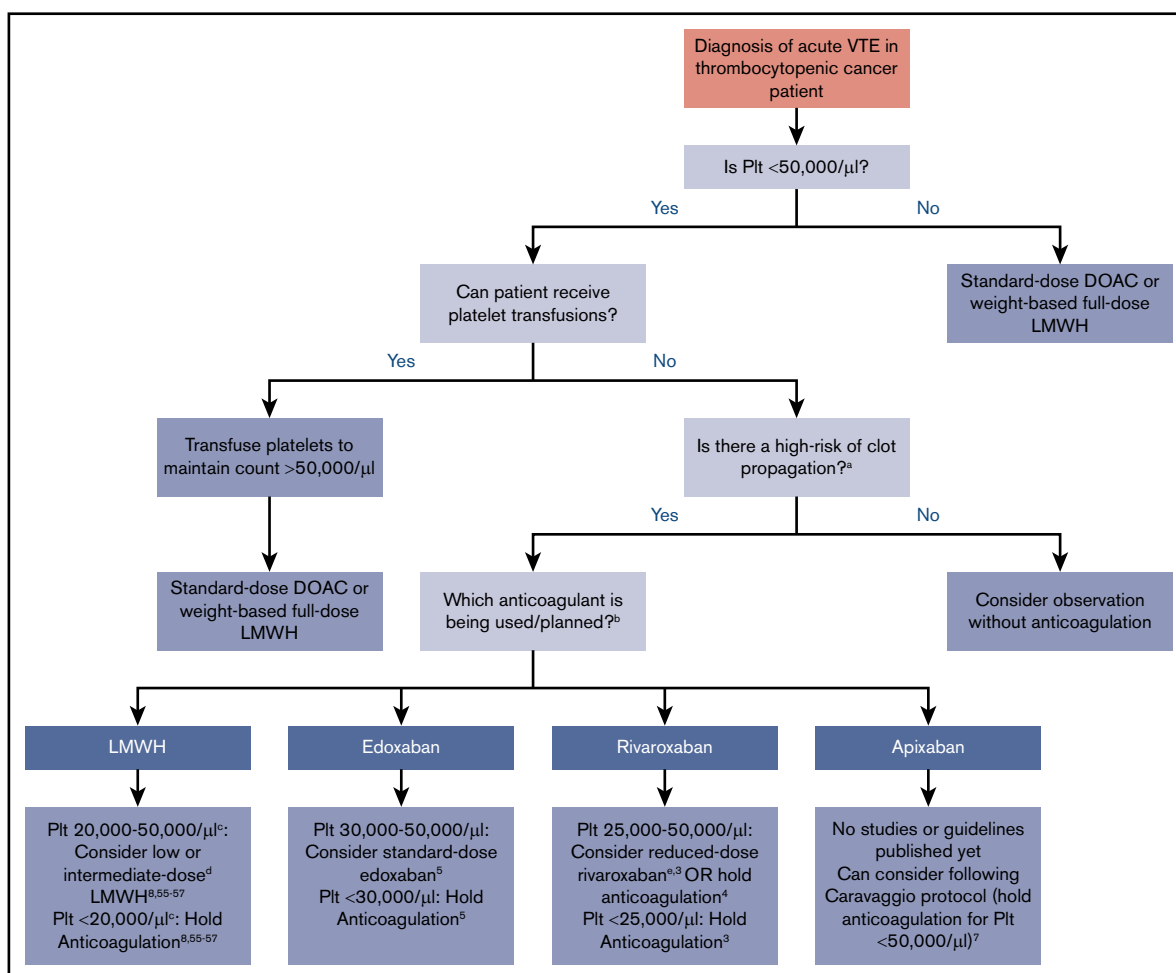 Diagnosis of acute VTE in
thrombocytopenic cancer
patient
Is Plt <50,000/μl?
Yes
No
Can patient receive
platelet transfusions?
Standard-dose DOAC or
weight-based full-dose
LMWH
Yes
No
Transfuse platelets to
maintain count >50,000/μl
Is there a high-risk of clot
propagation?ᵃ
Yes
No
Standard-dose DOAC or
weight-based full-dose
LMWH
Which anticoagulant is
being used/planned?ᵇ
Consider observation
without anticoagulation
LMWH
Edoxaban
Rivaroxaban
Apixaban
Plt 20,000-50,000/μlᶜ:
Consider low or
intermediate-doseᵈ
LMWH⁸,⁵⁵⁻⁵⁷
Plt <20,000/μlᶜ: Hold
Anticoagulation⁸,⁵⁵⁻⁵⁷
Plt 30,000-50,000/μl:
Consider standard-dose
edoxaban⁵
Plt <30,000/μl: Hold
Anticoagulation⁵
Plt 25,000-50,000/μl:
Consider reduced-dose
rivaroxabanᵉ,³ OR hold
anticoagulation⁴
Plt <25,000/μl: Hold
Anticoagulation³
No studies or guidelines
published yet
Can consider following
Caravaggio protocol (hold
anticoagulation for Plt
<50,000/μl)⁷